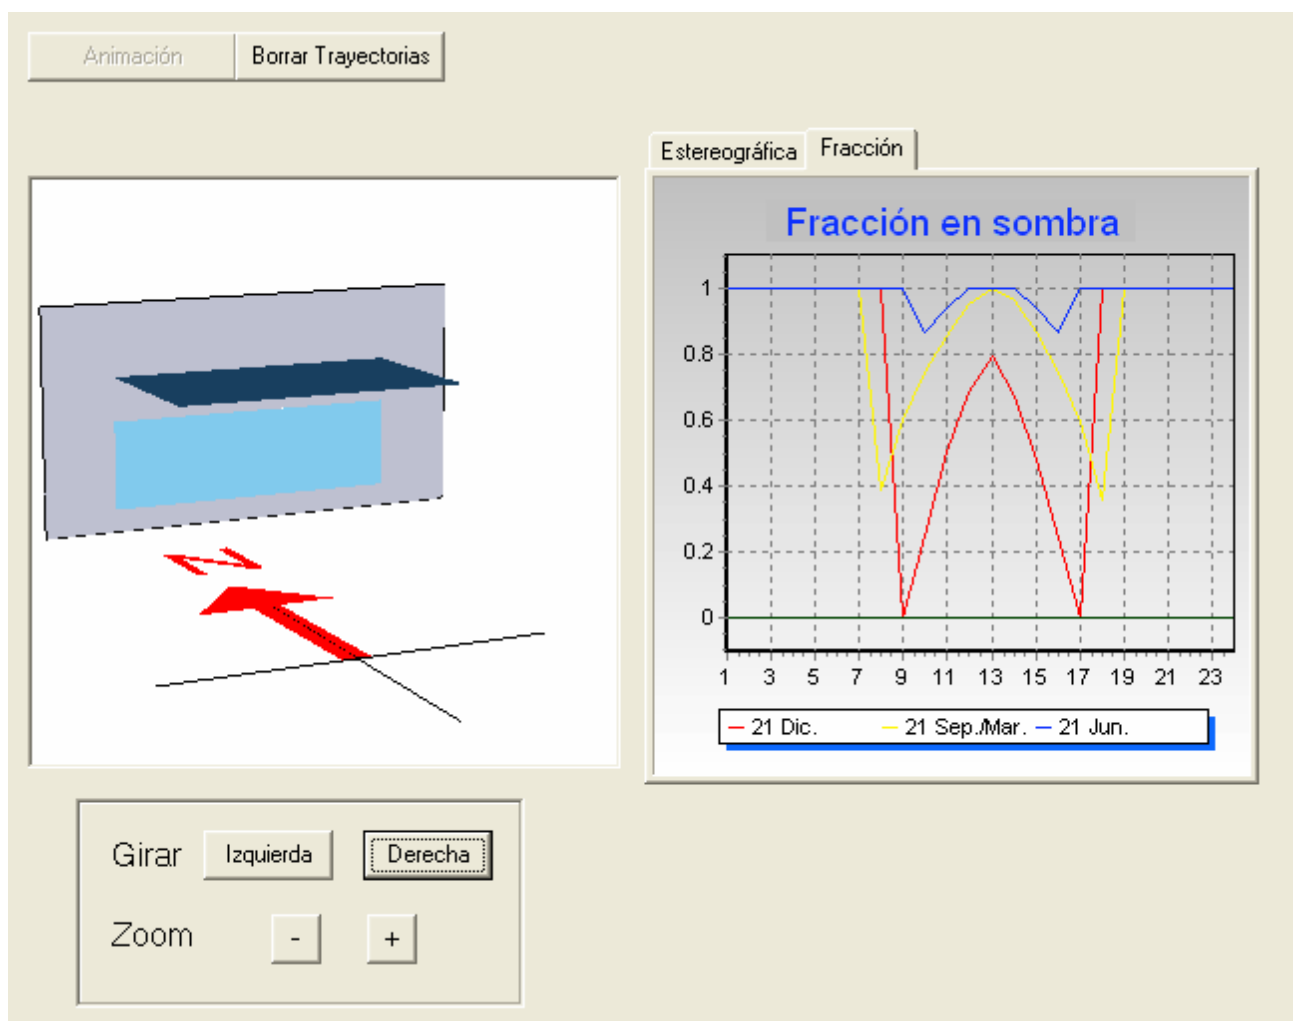 Animación Borrar Trayectorias
Estereográfica Fracción
Fracción en sombra
1
0.8
0.6
0.4
0.2
0
1 3 5 7 9 11 13 15 17 19 21 23
21 Dic. 21 Sep./Mar. 21 Jun.
Girar Izquierda Derecha
Zoom - +